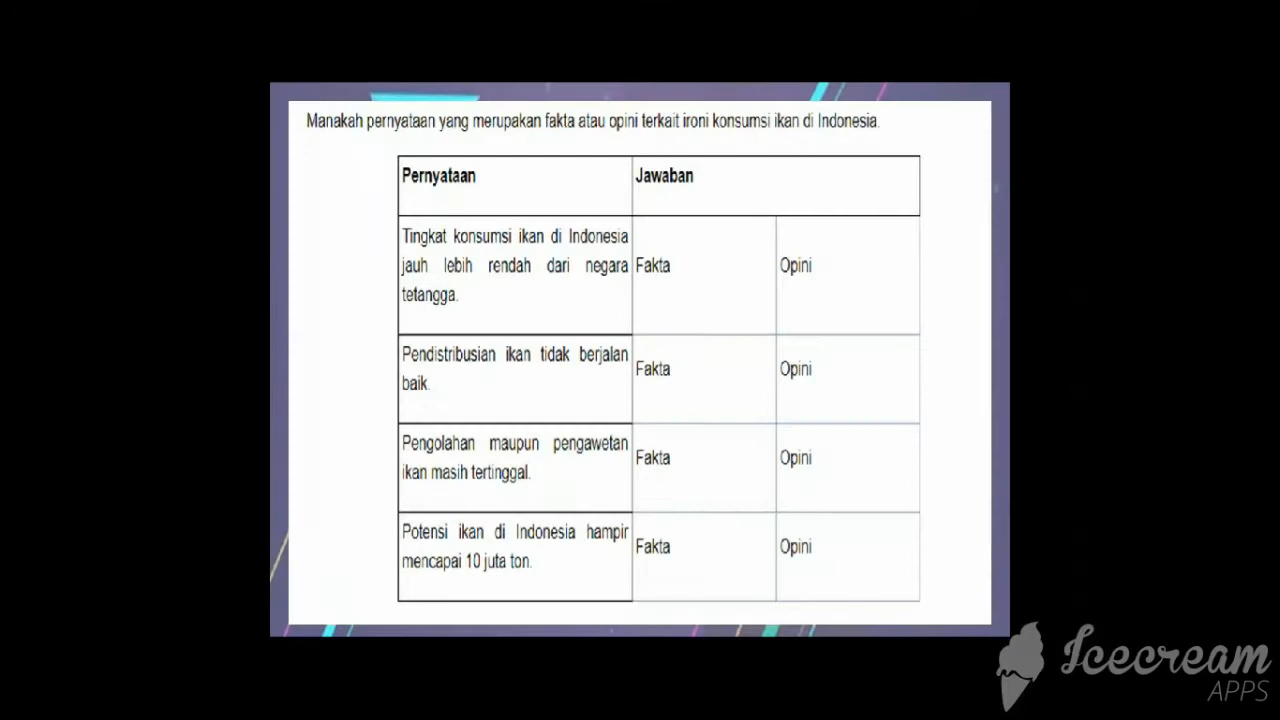 Manakah pernyataan yang merupakan fakta atau opini terkait ironi konsumsi ikan di Indonesia.
Pernyataan
Jawaban
Tingkat konsumsi ikan di Indonesia
jauh lebih rendah dari negara
tetangga.
Fakta
Opini
Pendistribusian ikan tidak berjalan
baik.
Fakta
Opini
Pengolahan maupun pengawetan
ikan masih tertinggal.
Fakta
Opini
Potensi ikan di Indonesia hampir
mencapai 10 juta ton.
Fakta
Opini
Icecream
APPS